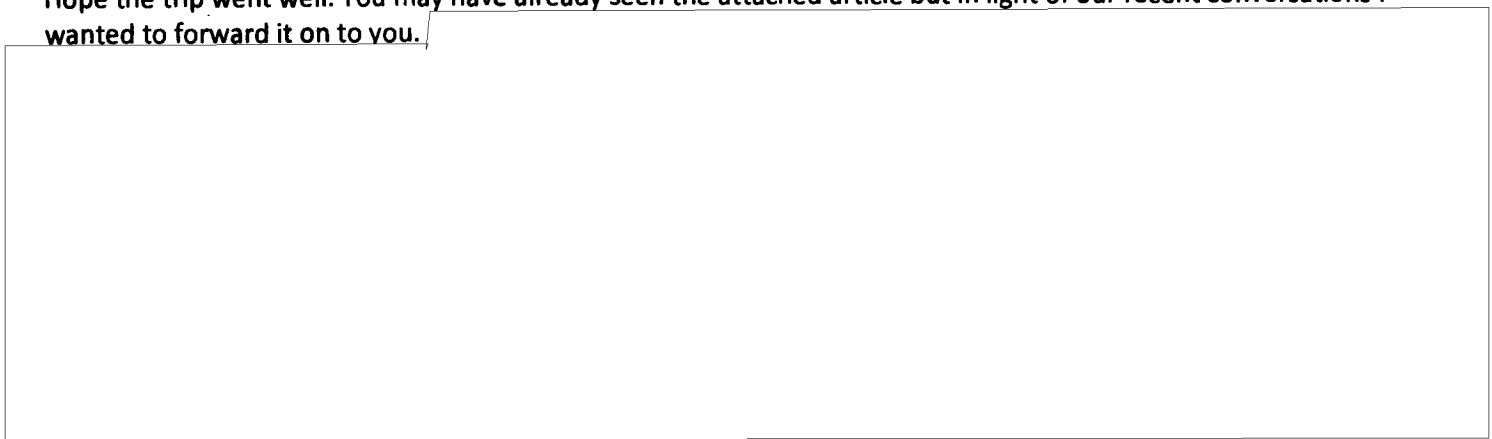 Hope the trip went well. You may have already seen the attached article but in light of our recent conversations I
wanted to forward it on to you.